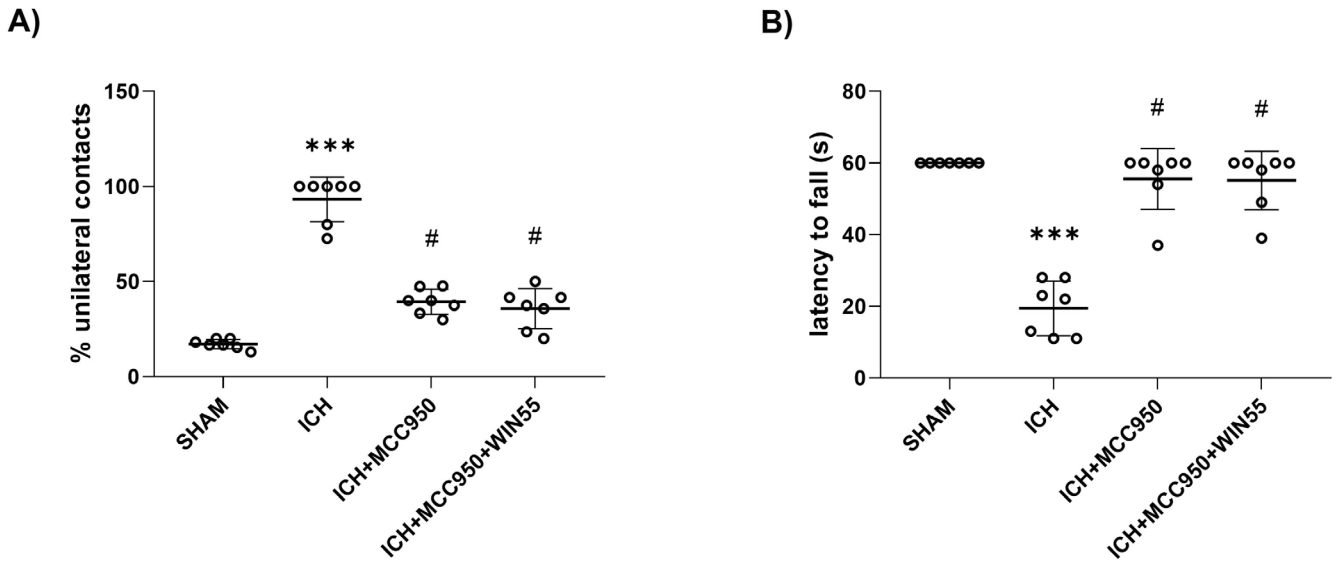 A)
% unilateral contacts
150
100
50
0
***
#
#
SHAM
ICH
ICH+MCC950
ICH+MCC950+WIN55
B)
latency to fall (s)
80
60
40
20
0
***
#
#
SHAM
ICH
ICH+MCC950
ICH+MCC950+WIN55